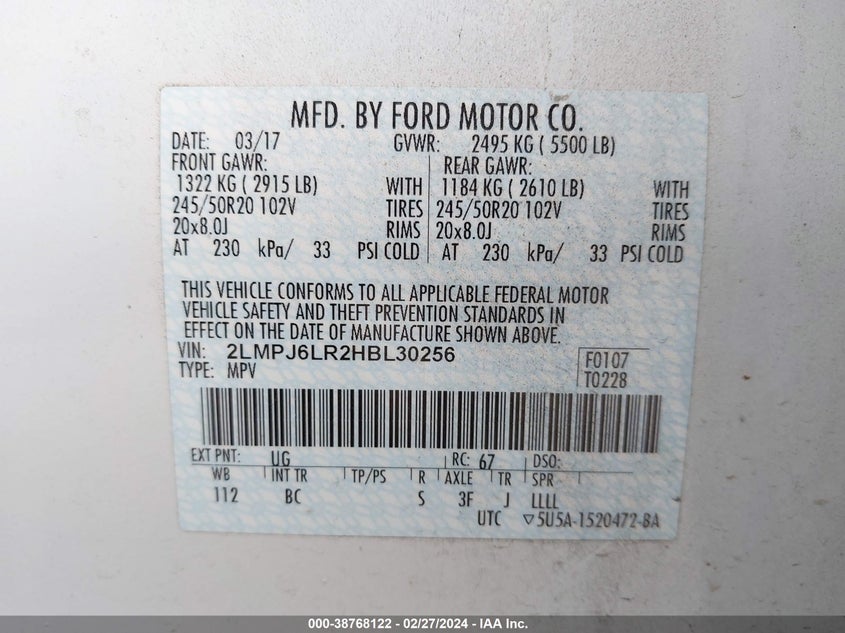 MFD. BY FORD MOTOR CO.
DATE: 03/17 GVWR: 2495 KG ( 5500 LB)
FRONT GAWR: REAR GAWR:
1322 KG ( 2915 LB) WITH 1184 KG ( 2610 LB) WITH
245/50R20 102V TIRES 245/50R20 102V TIRES
20x8.0J RIMS 20x8.0J RIMS
AT 230 kPa/ 33 PSI COLD AT 230 kPa/ 33 PSI COLD
THIS VEHICLE CONFORMS TO ALL APPLICABLE FEDERAL MOTOR
VEHICLE SAFETY AND THEFT PREVENTION STANDARDS IN
EFFECT ON THE DATE OF MANUFACTURE SHOWN ABOVE.
VIN: 2LMPJ6LR2HBL30256 F0107
TYPE: MPV T0228
EXT PNT: UG RC: 67 DSO:
WB INT TR TP/PS R AXLE TR SPR
112 BC S 3F J LLLL
UTC ▽5U5A-1520472-BA
000-38768122 - 02/27/2024 - IAA Inc.